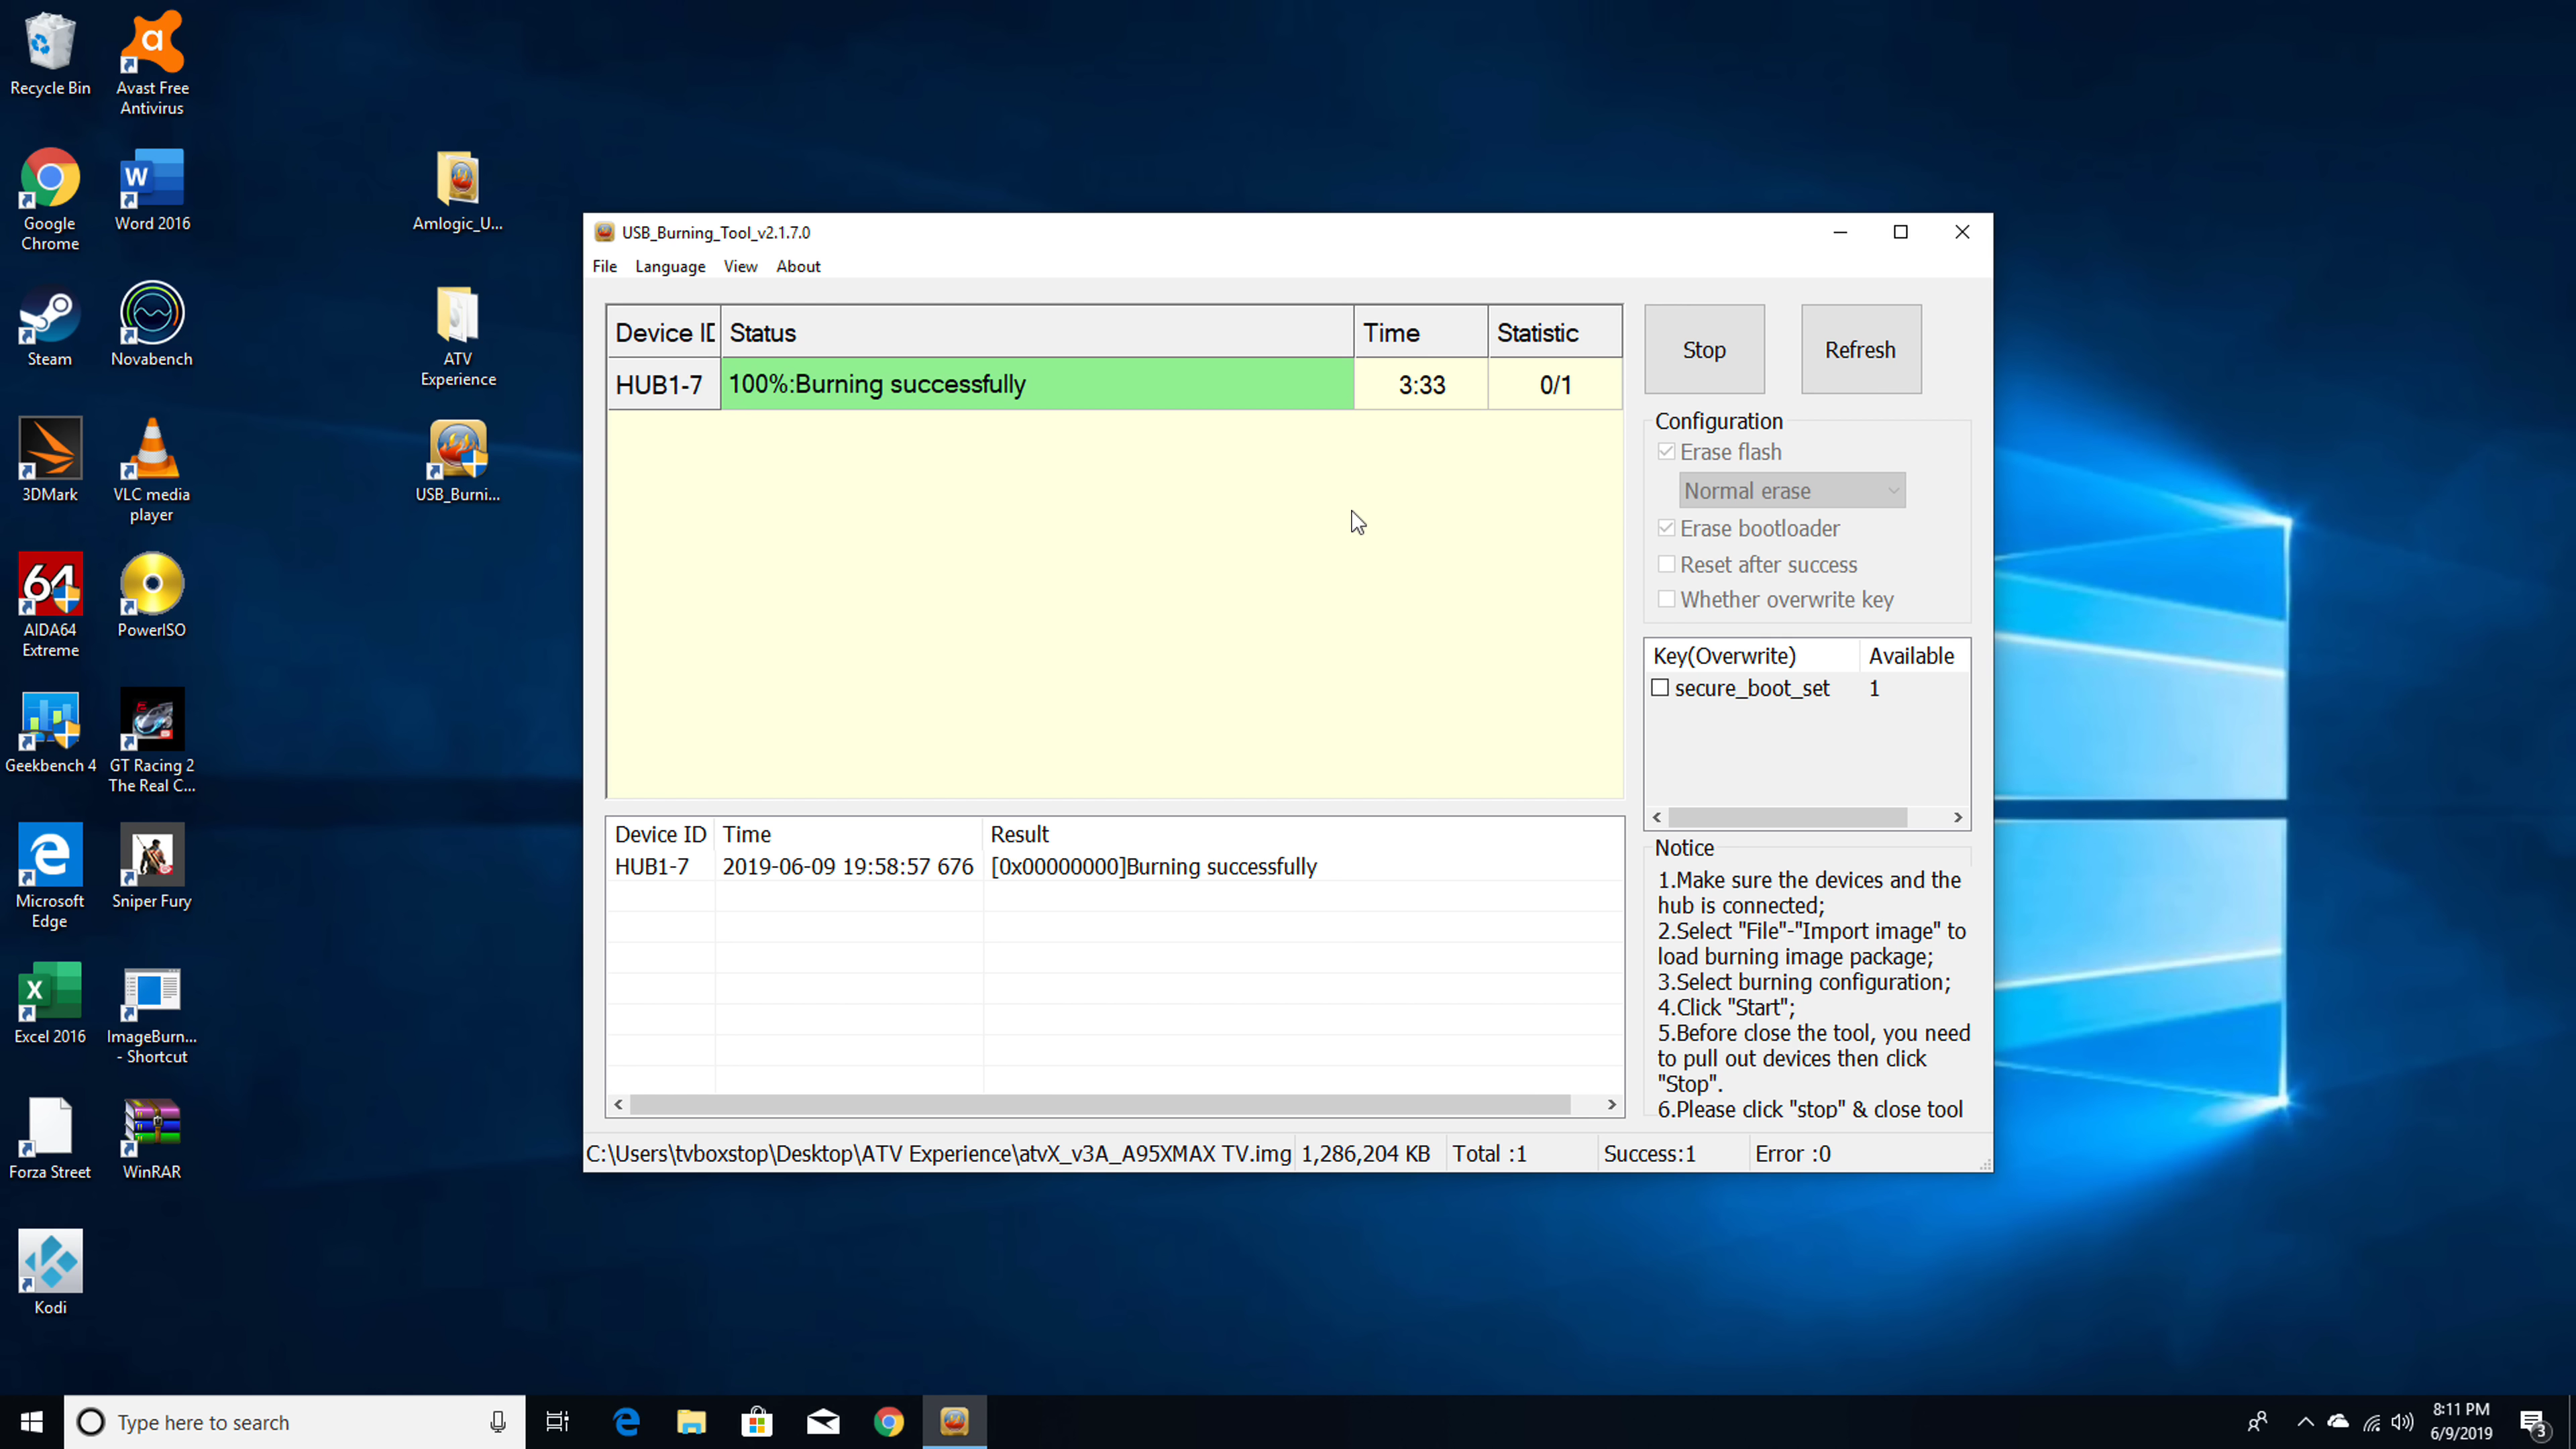 Recycle Bin
Avast Free
Antivirus
Google
Chrome
Word 2016
Steam
Novabench
3DMark
VLC media
player
64
AIDA64
Extreme
PowerISO
Geekbench 4
GT Racing 2
The Real C...
Microsoft
Edge
Sniper Fury
Excel 2016
ImageBurn...
- Shortcut
Forza Street
WinRAR
Kodi
Amlogic_U...
ATV
Experience
USB_Burni...
USB_Burning_Tool_v2.1.7.0
File Language View About
Device ID Status Time Statistic
HUB1-7 100%:Burning successfully 3:33 0/1
Stop Refresh
Configuration
Erase flash
Normal erase
Erase bootloader
Reset after success
Whether overwrite key
Key(Overwrite) Available
secure_boot_set 1
Device ID Time Result
HUB1-7 2019-06-09 19:58:57 676 [0x00000000]Burning successfully
Notice
1.Make sure the devices and the
hub is connected;
2.Select "File"-"Import image" to
load burning image package;
3.Select burning configuration;
4.Click "Start";
5.Before close the tool, you need
to pull out devices then click
"Stop".
6.Please click "stop" & close tool
C:\Users\tvboxstop\Desktop\ATV Experience\atvX_v3A_A95XMAX TV.img 1,286,204 KB Total :1 Success:1 Error :0
Type here to search
8:11 PM
6/9/2019
3